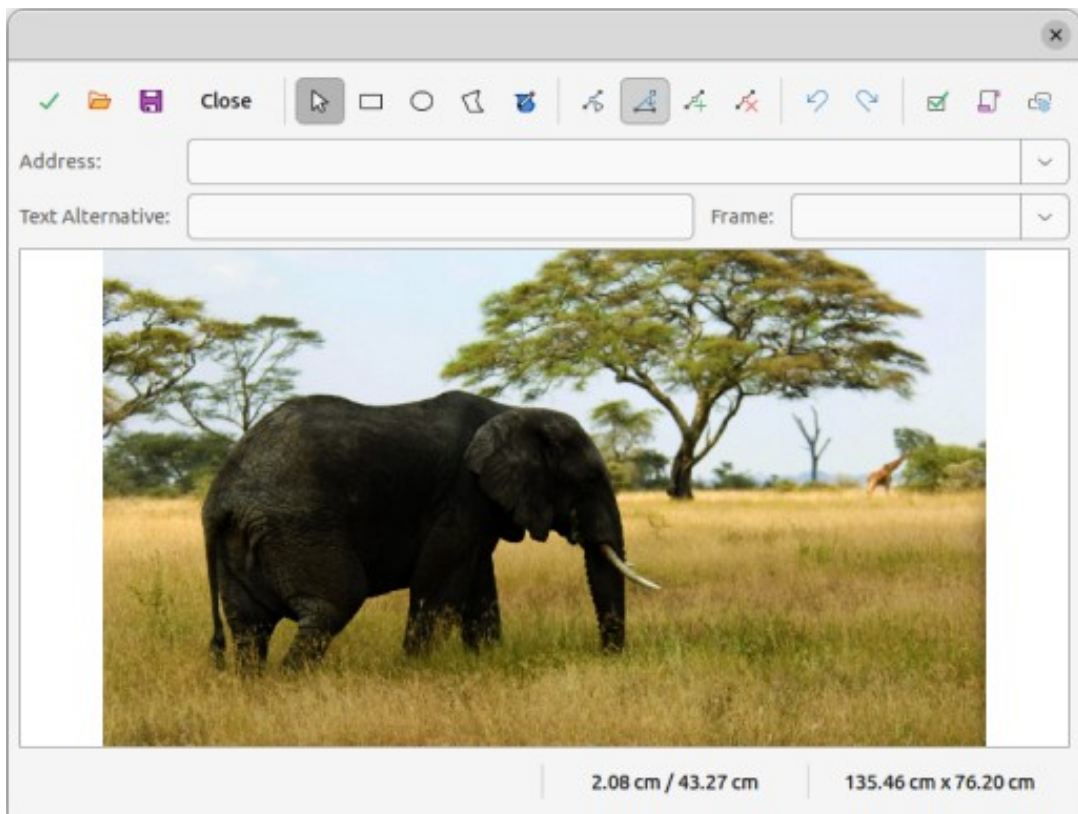 Close
Address:
Text Alternative:
Frame:
2.08 cm / 43.27 cm
135.46 cm x 76.20 cm